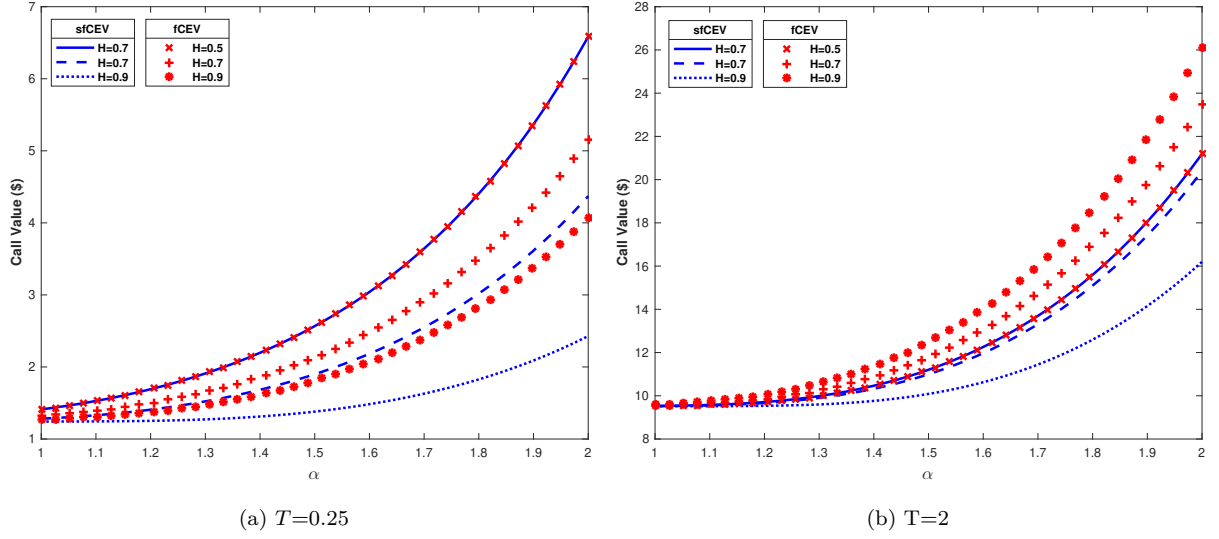 sfCEV
H=0.7
H=0.7
H=0.9
fCEV
H=0.5
H=0.7
H=0.9
Call Value ($)
7
6
5
4
3
2
1
1 1.1 1.2 1.3 1.4 1.5 1.6 1.7 1.8 1.9 2
α
(a) T=0.25
sfCEV
H=0.7
H=0.7
H=0.9
fCEV
H=0.5
H=0.7
H=0.9
Call Value ($)
28
26
24
22
20
18
16
14
12
10
8
1 1.1 1.2 1.3 1.4 1.5 1.6 1.7 1.8 1.9 2
α
(b) T=2